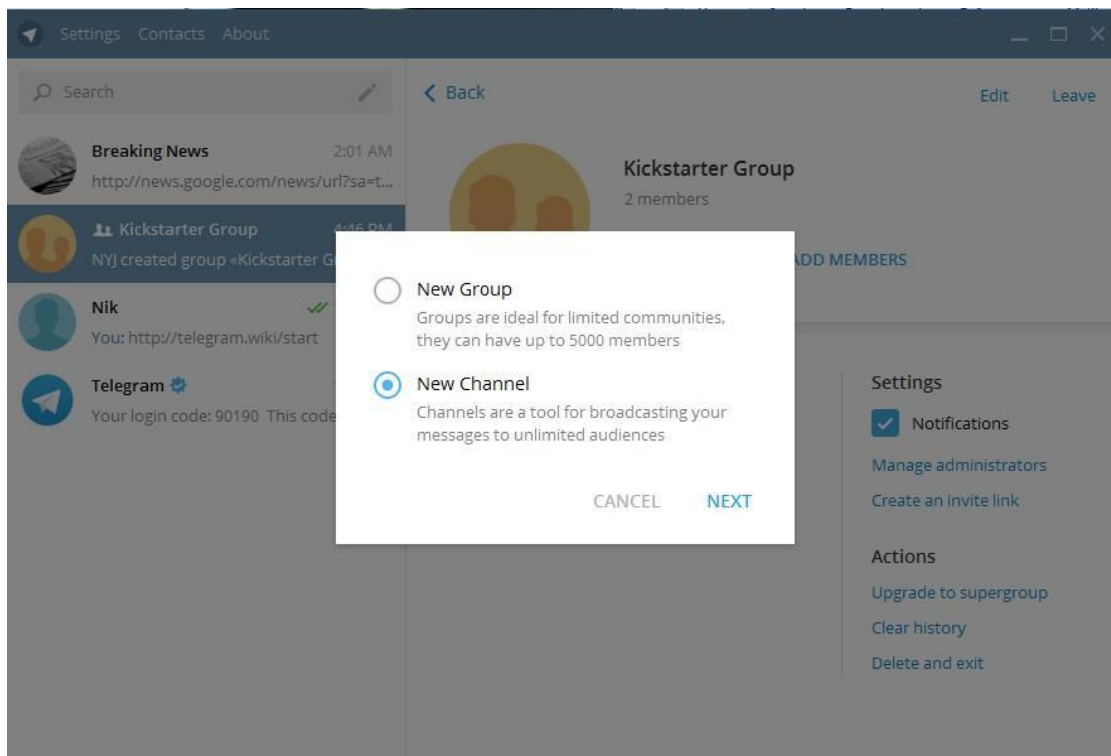 Settings Contacts About
Search
Back
Edit Leave
Breaking News 2:01 AM
http://news.google.com/news/url?sa=t...
Kickstarter Group 4:46 PM
NYJ created group «Kickstarter G
Nik
You: http://telegram.wiki/start
Telegram
Your login code: 90190 This code
Kickstarter Group
2 members
ADD MEMBERS
New Group
Groups are ideal for limited communities,
they can have up to 5000 members
New Channel
Channels are a tool for broadcasting your
messages to unlimited audiences
CANCEL NEXT
Settings
Notifications
Manage administrators
Create an invite link
Actions
Upgrade to supergroup
Clear history
Delete and exit